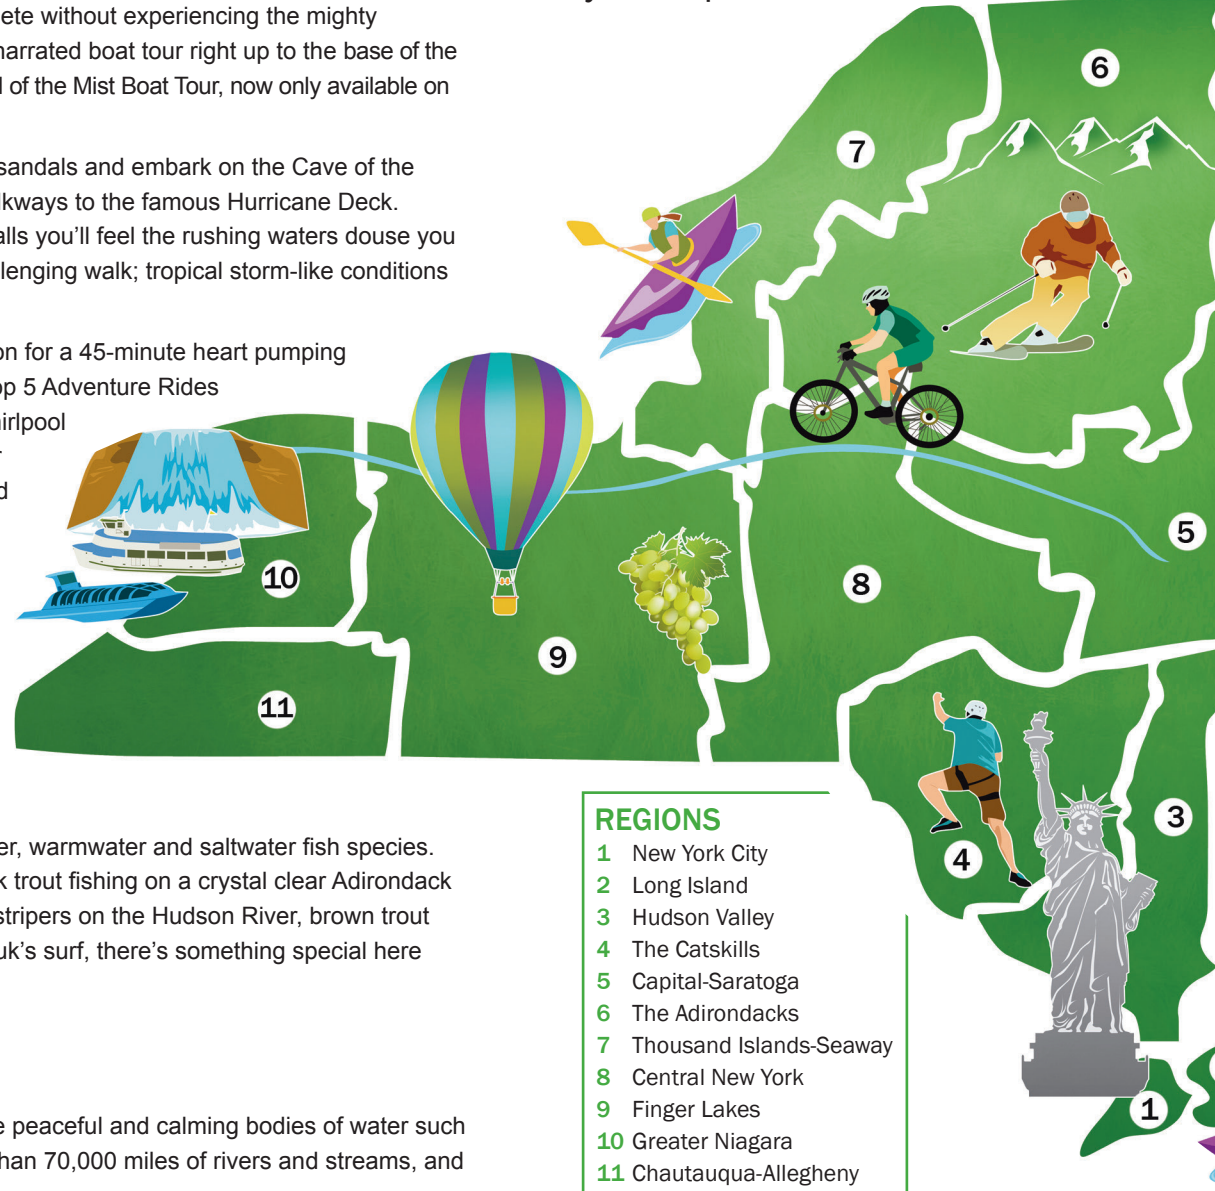 ete without experiencing the mighty
narrated boat tour right up to the base of the
of the Mist Boat Tour, now only available on
sandals and embark on the Cave of the
lkways to the famous Hurricane Deck.
alls you'll feel the rushing waters douse you
lenging walk; tropical storm-like conditions
on for a 45-minute heart pumping
op 5 Adventure Rides
irlpool
d
er, warmwater and saltwater fish species.
k trout fishing on a crystal clear Adirondack
stripers on the Hudson River, brown trout
uk's surf, there's something special here
e peaceful and calming bodies of water such
han 70,000 miles of rivers and streams, and
6
7
5
10
8
9
11
3
4
1
REGIONS
1 New York City
2 Long Island
3 Hudson Valley
4 The Catskills
5 Capital-Saratoga
6 The Adirondacks
7 Thousand Islands-Seaway
8 Central New York
9 Finger Lakes
10 Greater Niagara
11 Chautauqua-Allegheny